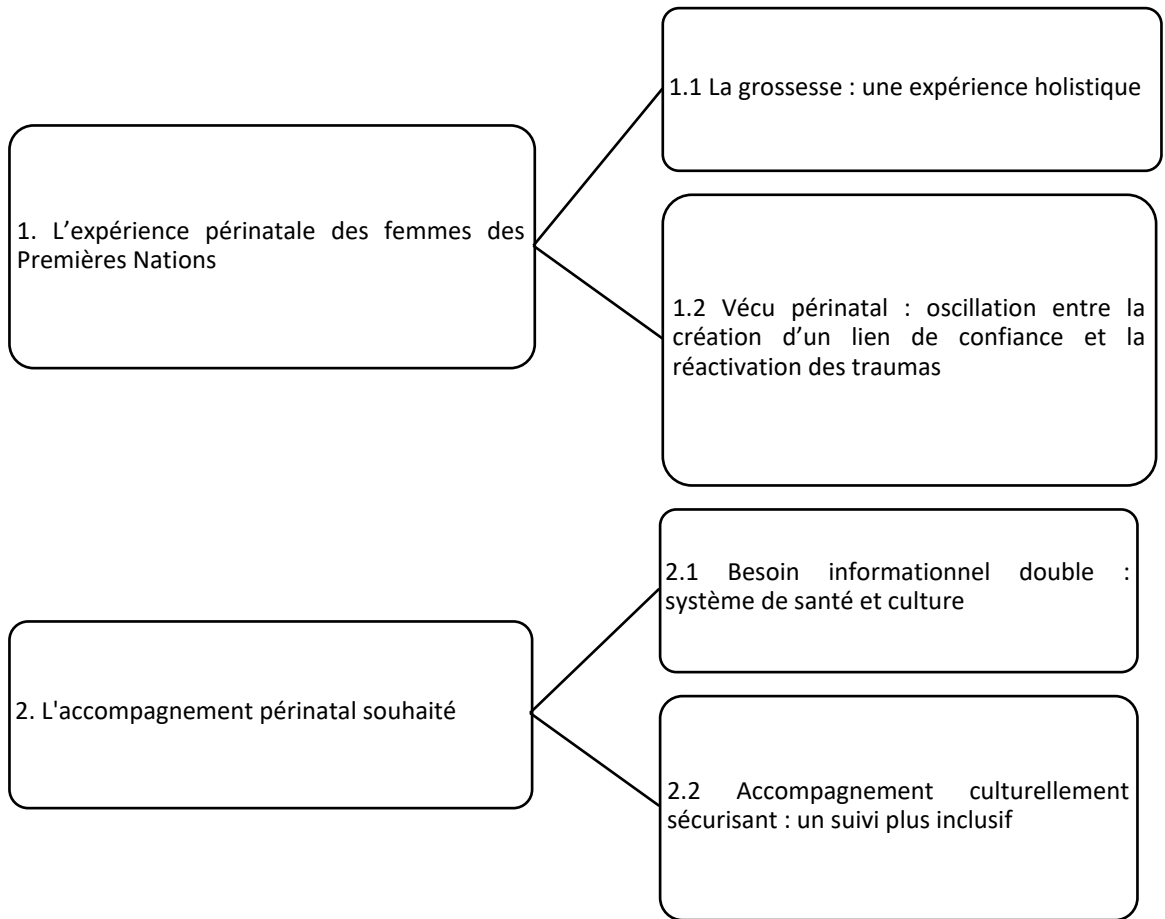 1. L’expérience périnatale des femmes des
Premières Nations
1.1 La grossesse : une expérience holistique
1.2 Vécu périnatal : oscillation entre la
création d’un lien de confiance et la
réactivation des traumas
2. L'accompagnement périnatal souhaité
2.1 Besoin informationnel double :
système de santé et culture
2.2 Accompagnement culturellement
sécurisant : un suivi plus inclusif